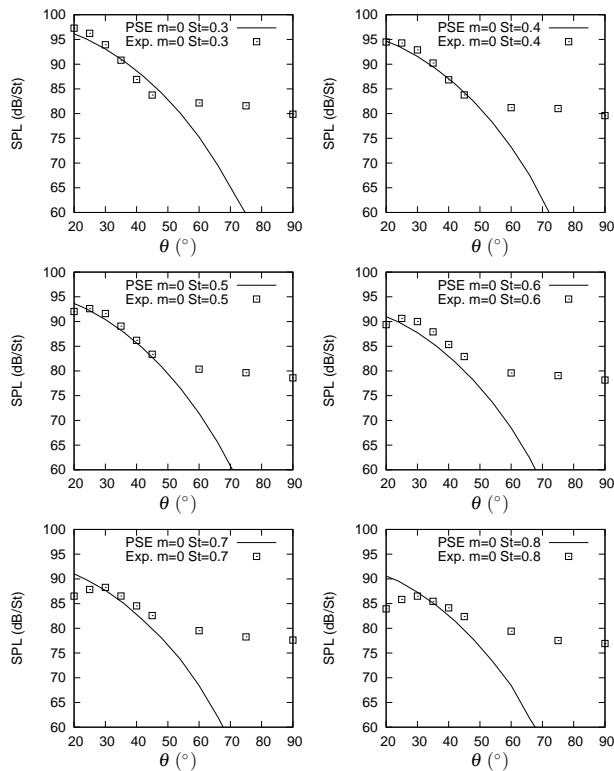 PSE m=0 St=0.3
Exp. m=0 St=0.3
SPL (dB/St)
100
95
90
85
80
75
70
65
60
20 30 40 50 60 70 80 90
θ (°)
PSE m=0 St=0.4
Exp. m=0 St=0.4
SPL (dB/St)
100
95
90
85
80
75
70
65
60
20 30 40 50 60 70 80 90
θ (°)
PSE m=0 St=0.5
Exp. m=0 St=0.5
SPL (dB/St)
100
95
90
85
80
75
70
65
60
20 30 40 50 60 70 80 90
θ (°)
PSE m=0 St=0.6
Exp. m=0 St=0.6
SPL (dB/St)
100
95
90
85
80
75
70
65
60
20 30 40 50 60 70 80 90
θ (°)
PSE m=0 St=0.7
Exp. m=0 St=0.7
SPL (dB/St)
100
95
90
85
80
75
70
65
60
20 30 40 50 60 70 80 90
θ (°)
PSE m=0 St=0.8
Exp. m=0 St=0.8
SPL (dB/St)
100
95
90
85
80
75
70
65
60
20 30 40 50 60 70 80 90
θ (°)